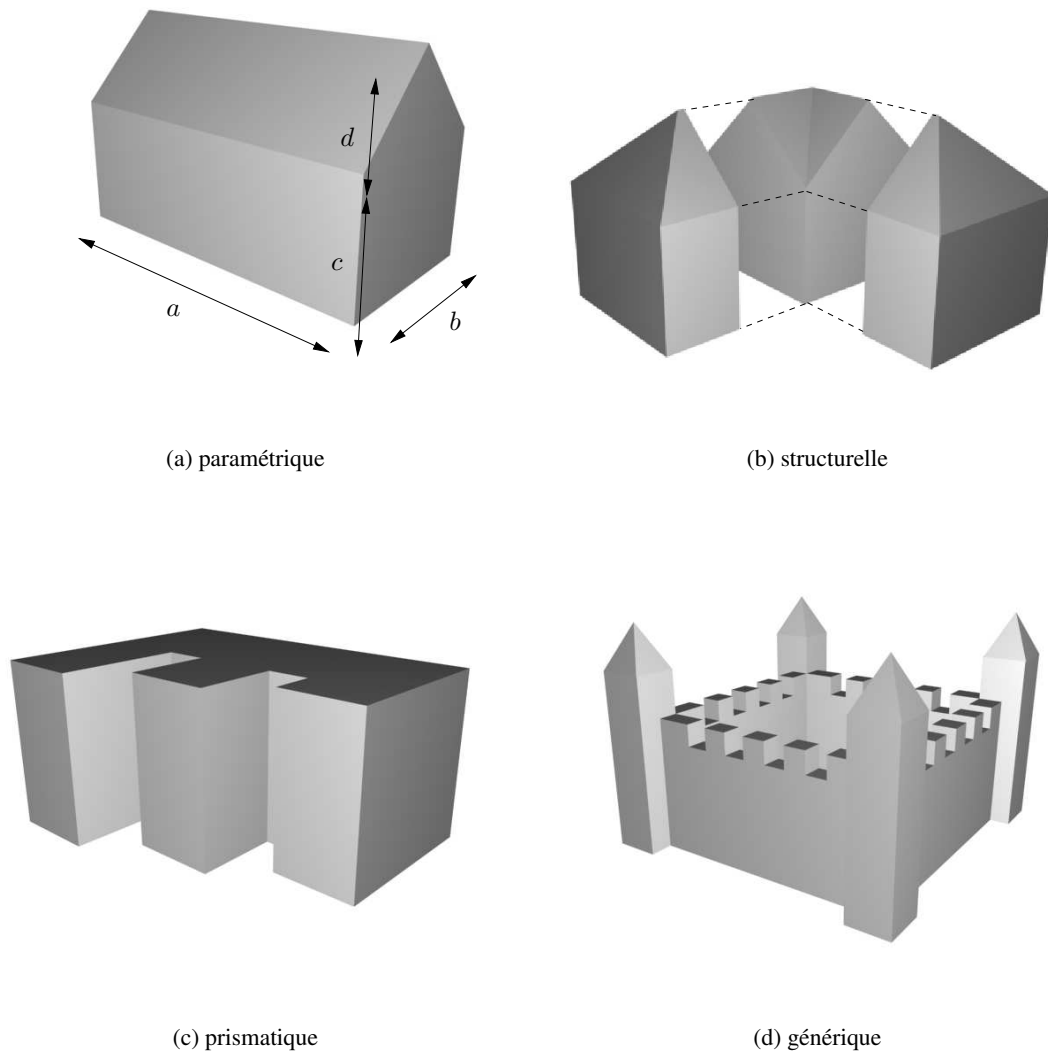 d
c
a
b
(a) paramétrique
(b) structurelle
(c) prismatique
(d) générique